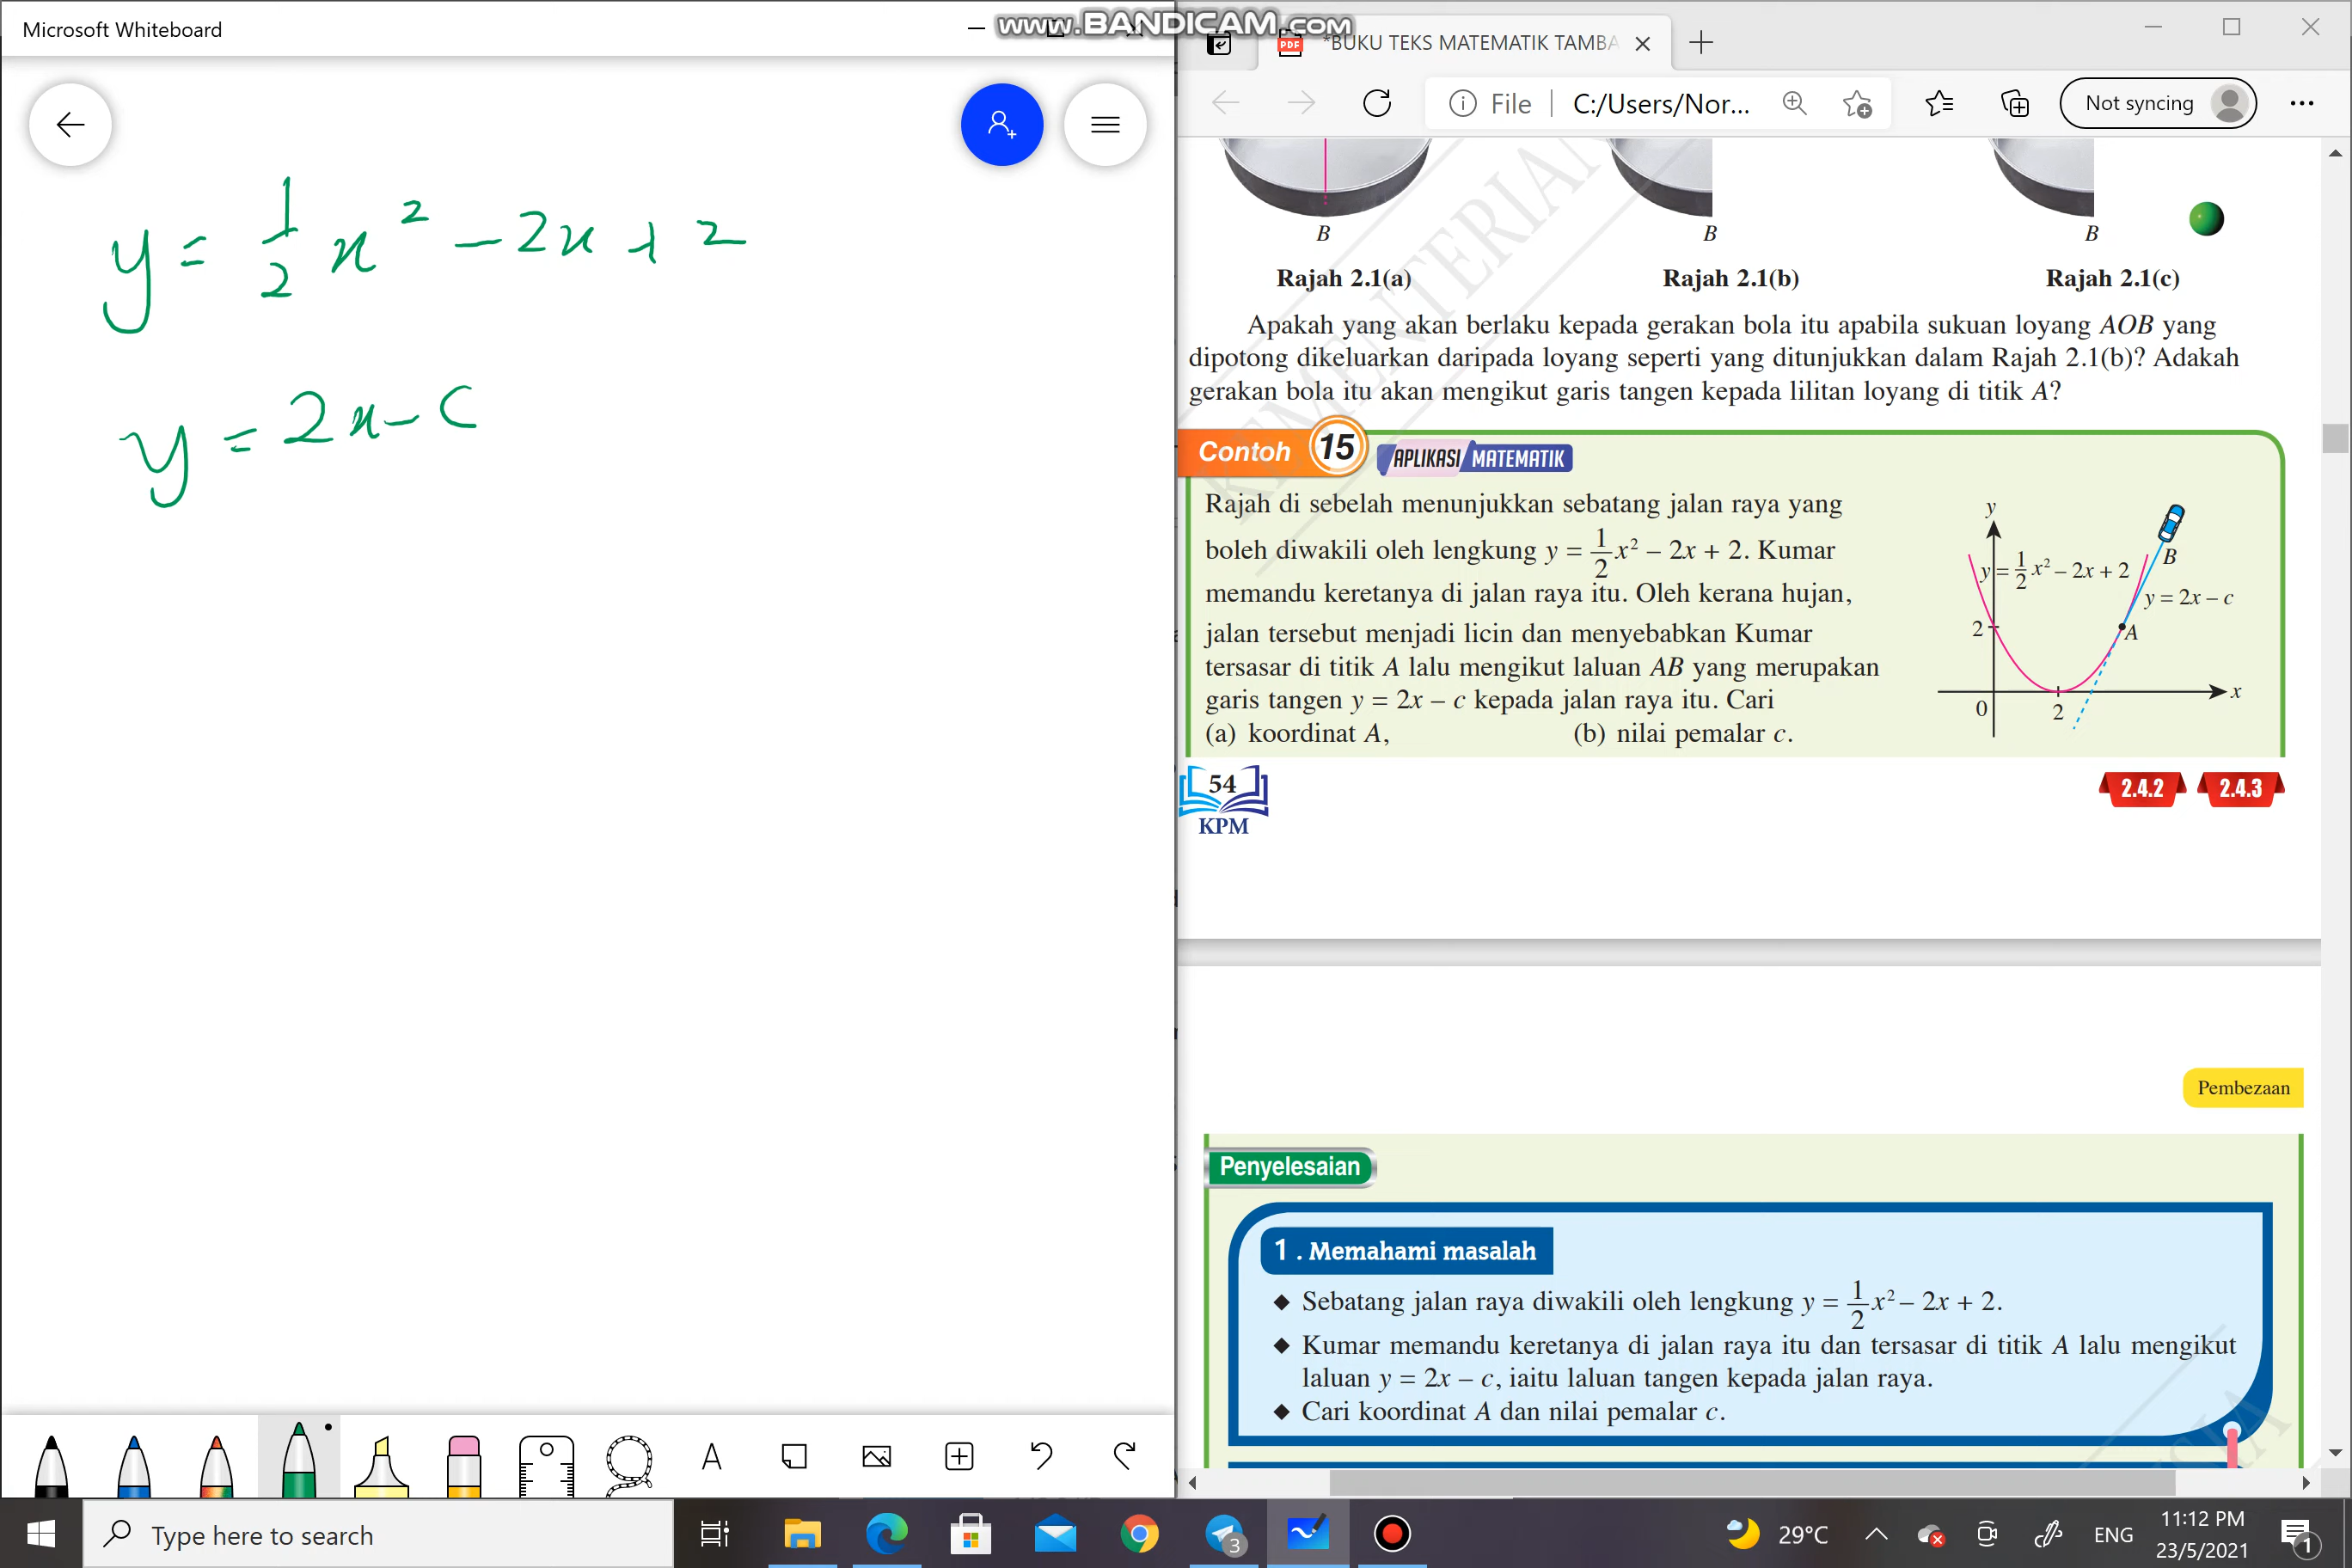 Microsoft Whiteboard
www.BANDICAM.com
*BUKU TEKS MATEMATIK TAMBA
File
C:/Users/Nor...
Not syncing
y = 1/2 x² – 2x + 2
y = 2x – c
B
B
B
Rajah 2.1(a)
Rajah 2.1(b)
Rajah 2.1(c)
Apakah yang akan berlaku kepada gerakan bola itu apabila sukuan loyang AOB yang
dipotong dikeluarkan daripada loyang seperti yang ditunjukkan dalam Rajah 2.1(b)? Adakah
gerakan bola itu akan mengikut garis tangen kepada lilitan loyang di titik A?
Contoh 15 APLIKASI MATEMATIK
Rajah di sebelah menunjukkan sebatang jalan raya yang
boleh diwakili oleh lengkung y = 1/2 x² – 2x + 2. Kumar
memandu keretanya di jalan raya itu. Oleh kerana hujan,
jalan tersebut menjadi licin dan menyebabkan Kumar
tersasar di titik A lalu mengikut laluan AB yang merupakan
garis tangen y = 2x – c kepada jalan raya itu. Cari
(a) koordinat A,
(b) nilai pemalar c.
y
y = 1/2 x² – 2x + 2
B
y = 2x – c
2
A
x
0
2
54
KPM
2.4.2
2.4.3
KEMENTERIAN
Pembezaan
Penyelesaian
1 . Memahami masalah
◆ Sebatang jalan raya diwakili oleh lengkung y = 1/2 x² – 2x + 2.
◆ Kumar memandu keretanya di jalan raya itu dan tersasar di titik A lalu mengikut
laluan y = 2x – c, iaitu laluan tangen kepada jalan raya.
◆ Cari koordinat A dan nilai pemalar c.
Type here to search
3
29°C
ENG
11:12 PM
23/5/2021
1